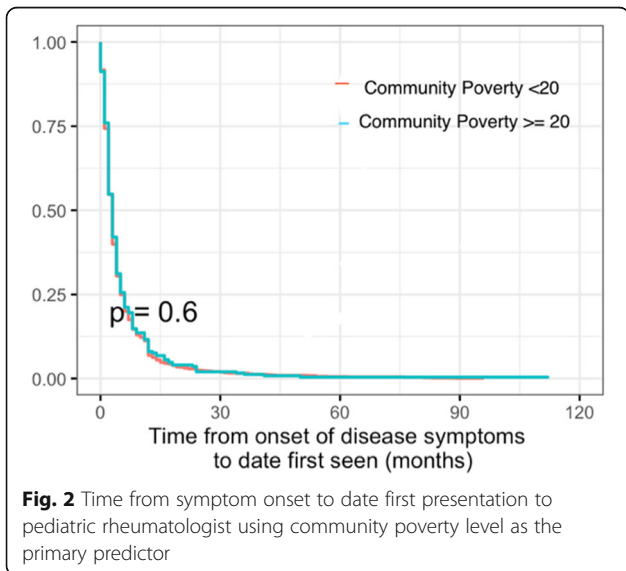 1.00
Community Poverty <20
Community Poverty >= 20
0.75
0.50
0.25
p = 0.6
0.00
0 30 60 90 120
Time from onset of disease symptoms
to date first seen (months)
Fig. 2 Time from symptom onset to date first presentation to
pediatric rheumatologist using community poverty level as the
primary predictor